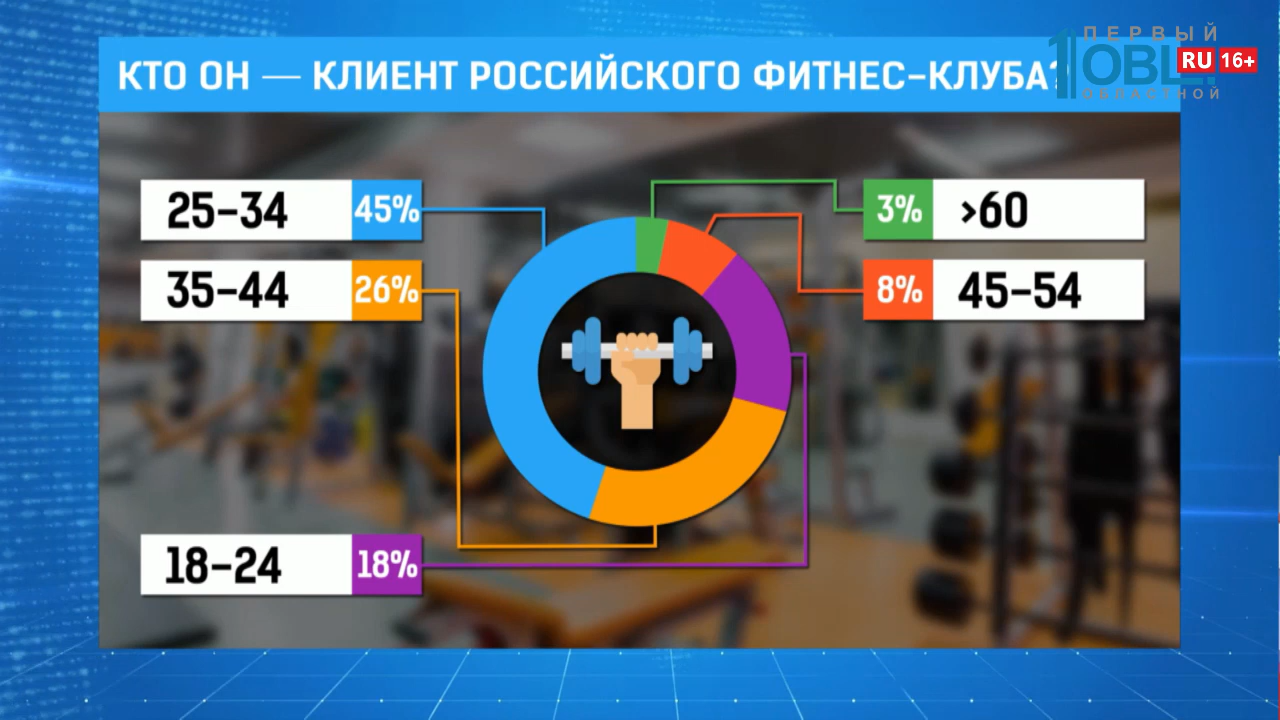 КТО ОН — КЛИЕНТ РОССИЙСКОГО ФИТНЕС-КЛУБА?
ПЕРВЫЙ
1OBL
RU 16+
ОБЛАСТНОЙ
25-34 45%
3% >60
35-44 26%
8% 45-54
18-24 18%